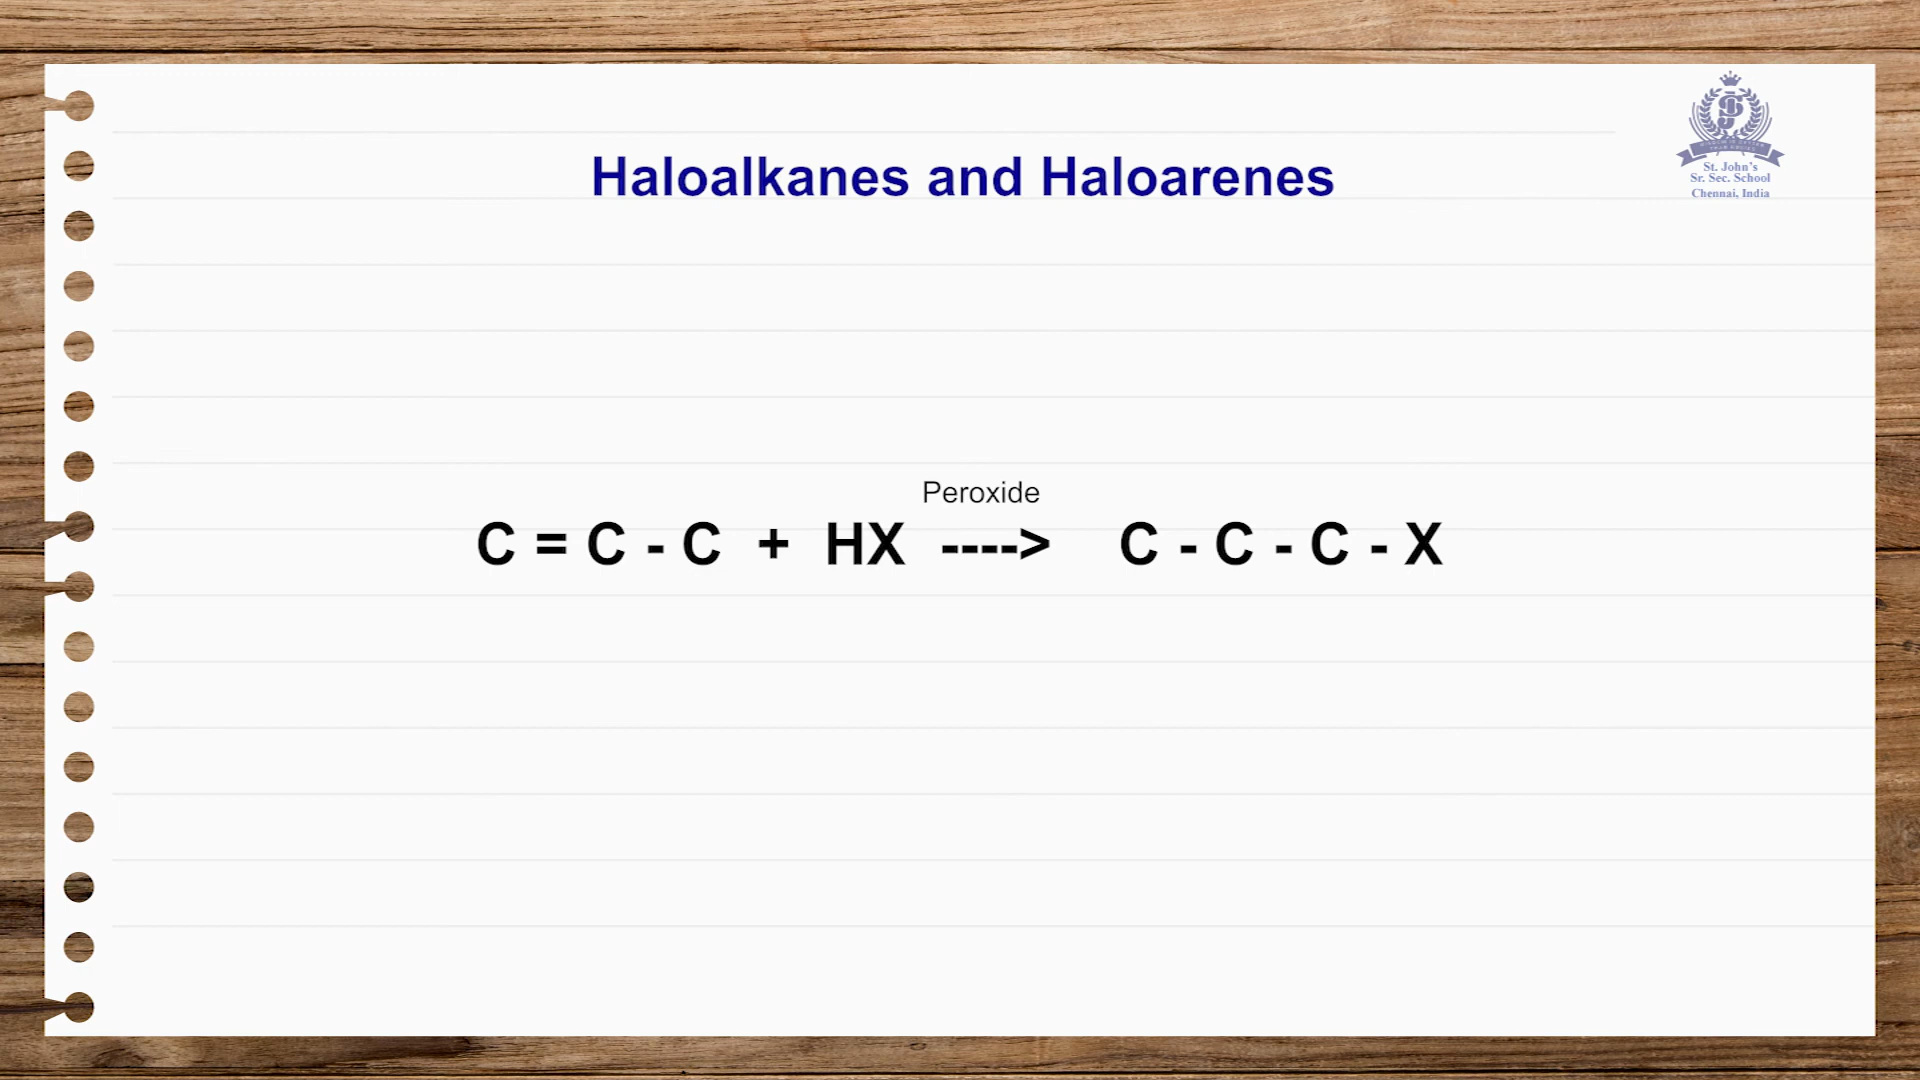 Haloalkanes and Haloarenes
St. John's
Sr. Sec. School
Chennai, India
Peroxide
C = C - C + HX ----> C - C - C - X